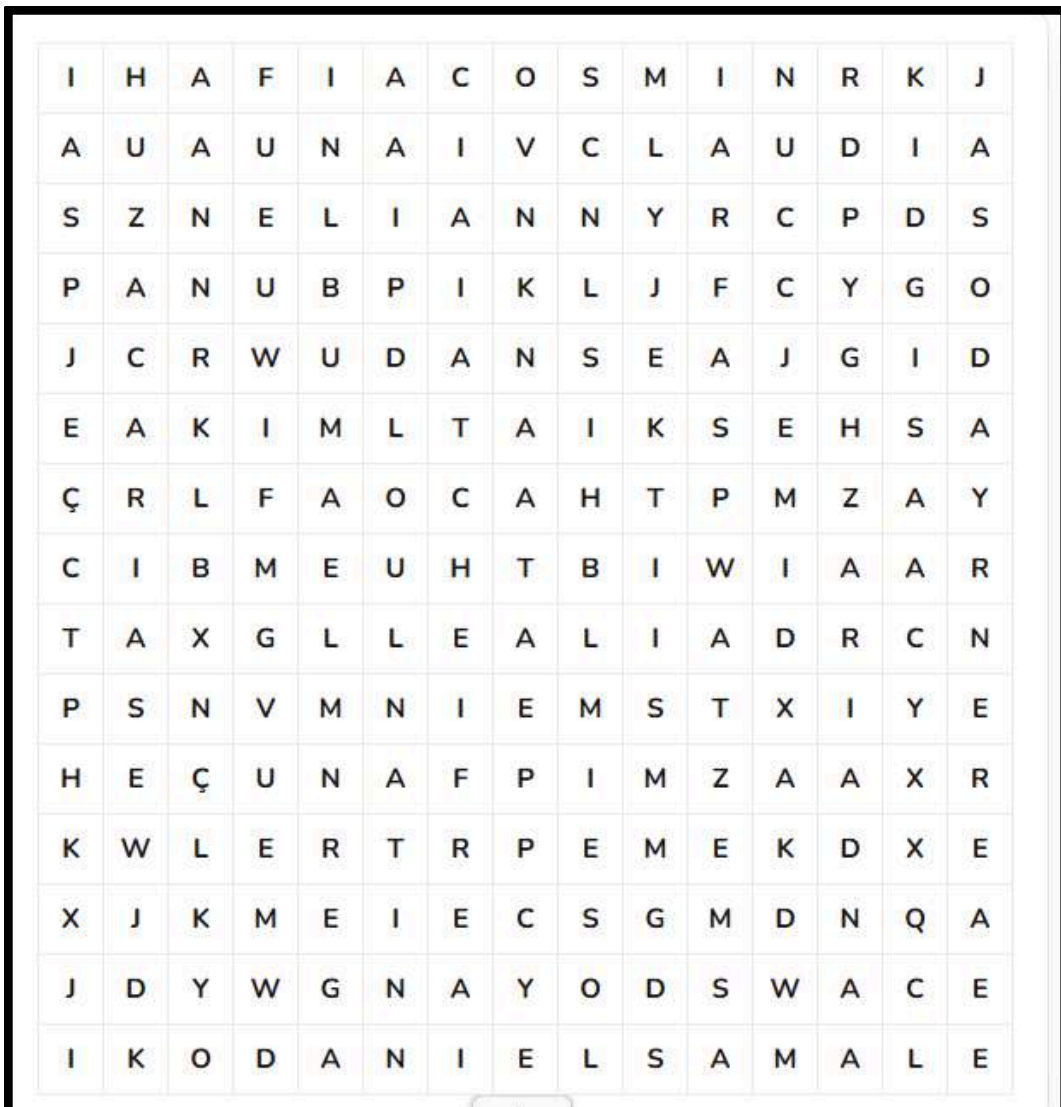 I H A F I A C O S M I N R K J
A U A U N A I V C L A U D I A
S Z N E L I A N N Y R C P D S
P A N U B P I K L J F C Y G O
J C R W U D A N S E A J G I D
E A K I M L T A I K S E H S A
Ç R L F A O C A H T P M Z A Y
C I B M E U H T B I W I A A R
T A X G L L E A L I A D R C N
P S N V M N I E M S T X I Y E
H E Ç U N A F P I M Z A A X R
K W L E R T R P E M E K D X E
X J K M E I E C S G M D N Q A
J D Y W G N A Y O D S W A C E
I K O D A N I E L S A M A L E